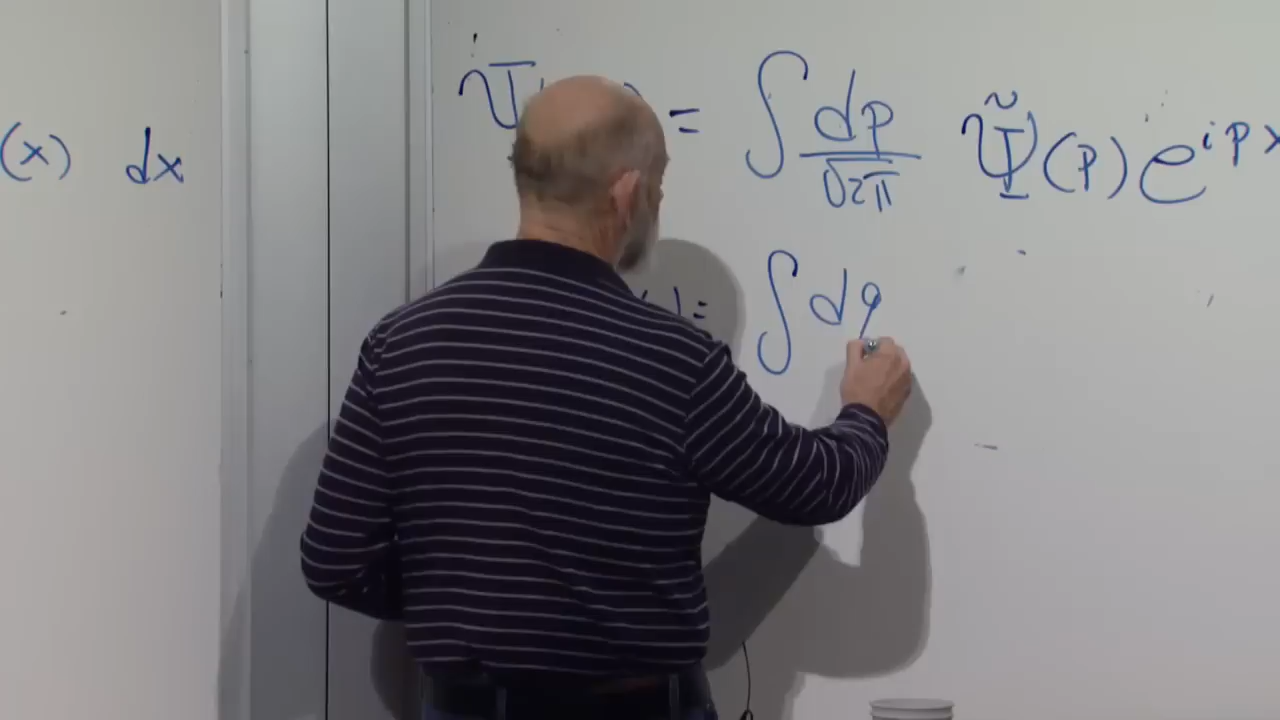 (x) dx
Ψ( ) = ∫ dp/√2π Ψ̃(p) e^{ipx}
) = ∫ dq